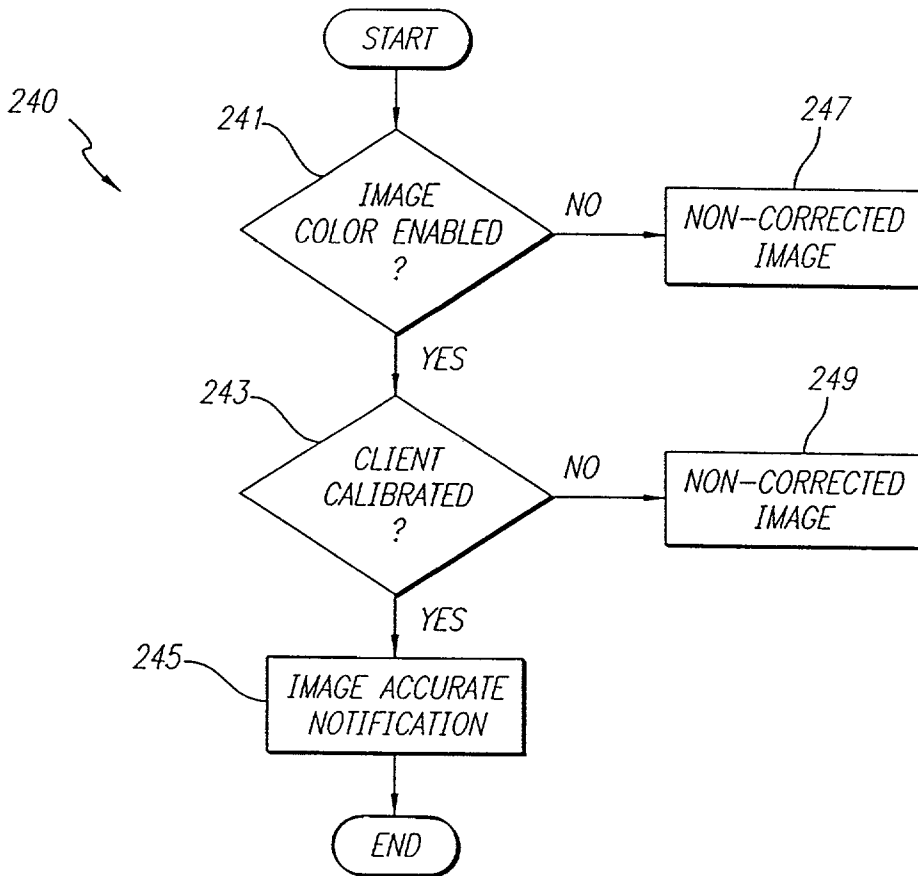 START
240
241
247
IMAGE
COLOR ENABLED
?
NO
NON-CORRECTED
IMAGE
YES
243
249
CLIENT
CALIBRATED
?
NO
NON-CORRECTED
IMAGE
YES
245
IMAGE ACCURATE
NOTIFICATION
END